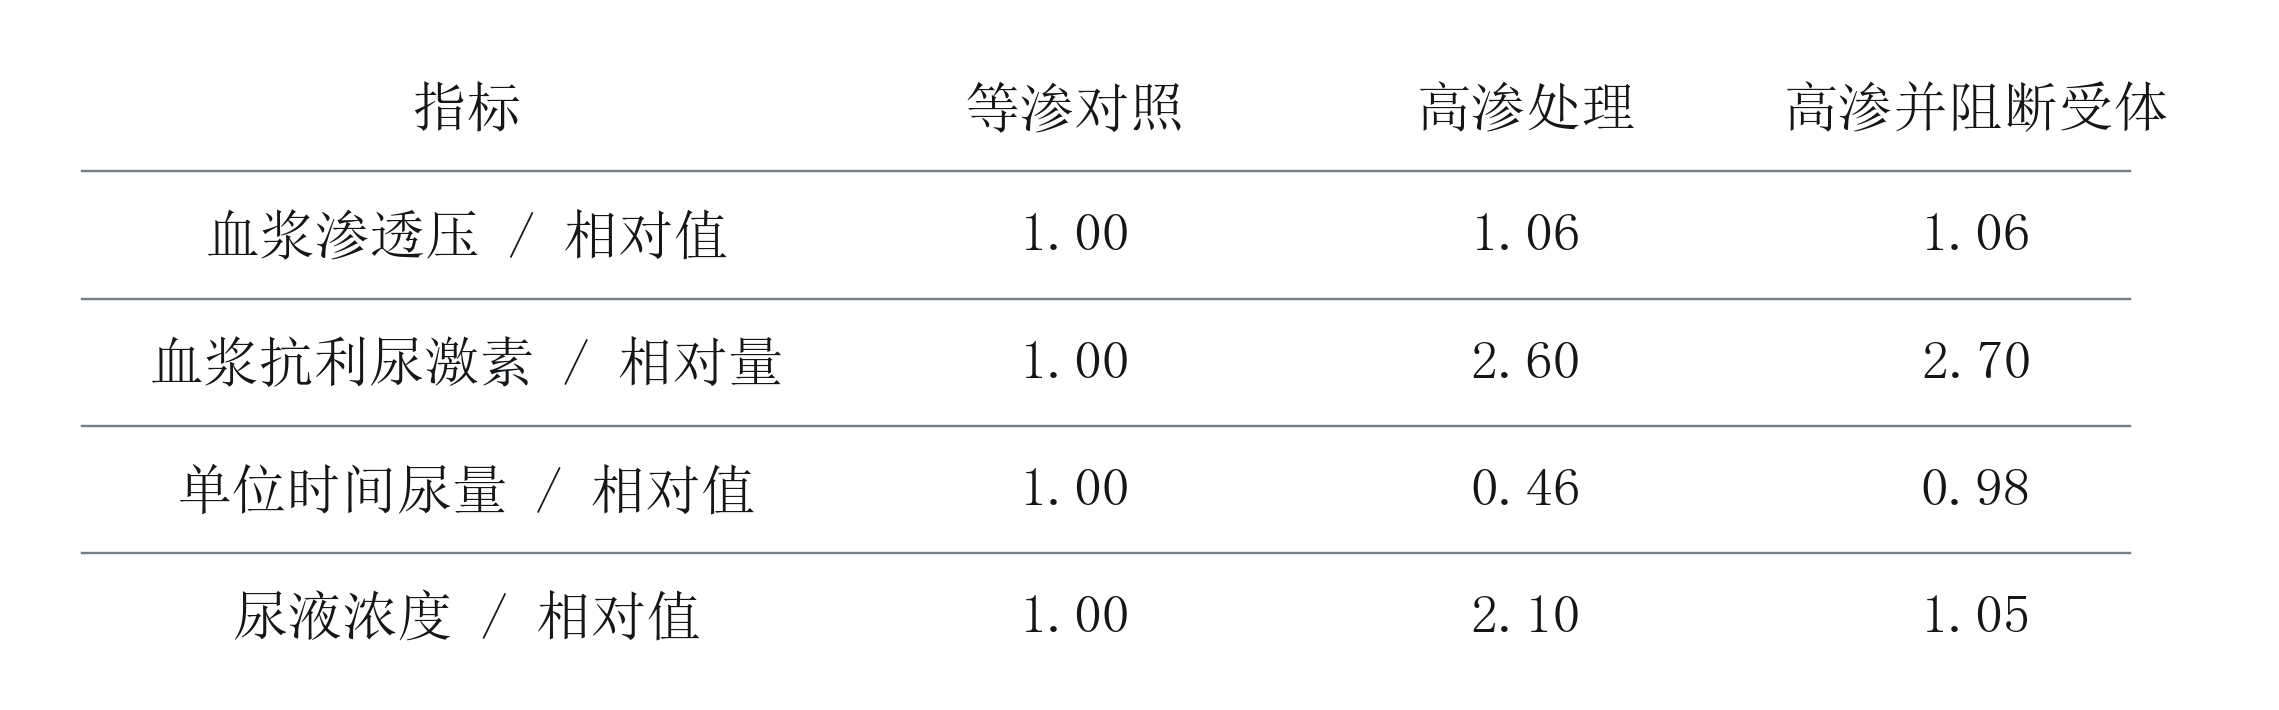 指标 等渗对照 高渗处理 高渗并阻断受体
血浆渗透压 / 相对值 1.00 1.06 1.06
血浆抗利尿激素 / 相对量 1.00 2.60 2.70
单位时间尿量 / 相对值 1.00 0.46 0.98
尿液浓度 / 相对值 1.00 2.10 1.05